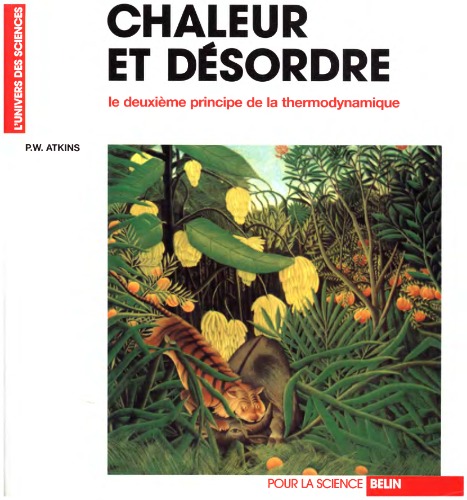 L'UNIVERS DES SCIENCES
CHALEUR
ET DÉSORDRE
le deuxième principe de la thermodynamique
P.W. ATKINS
POUR LA SCIENCE BELIN